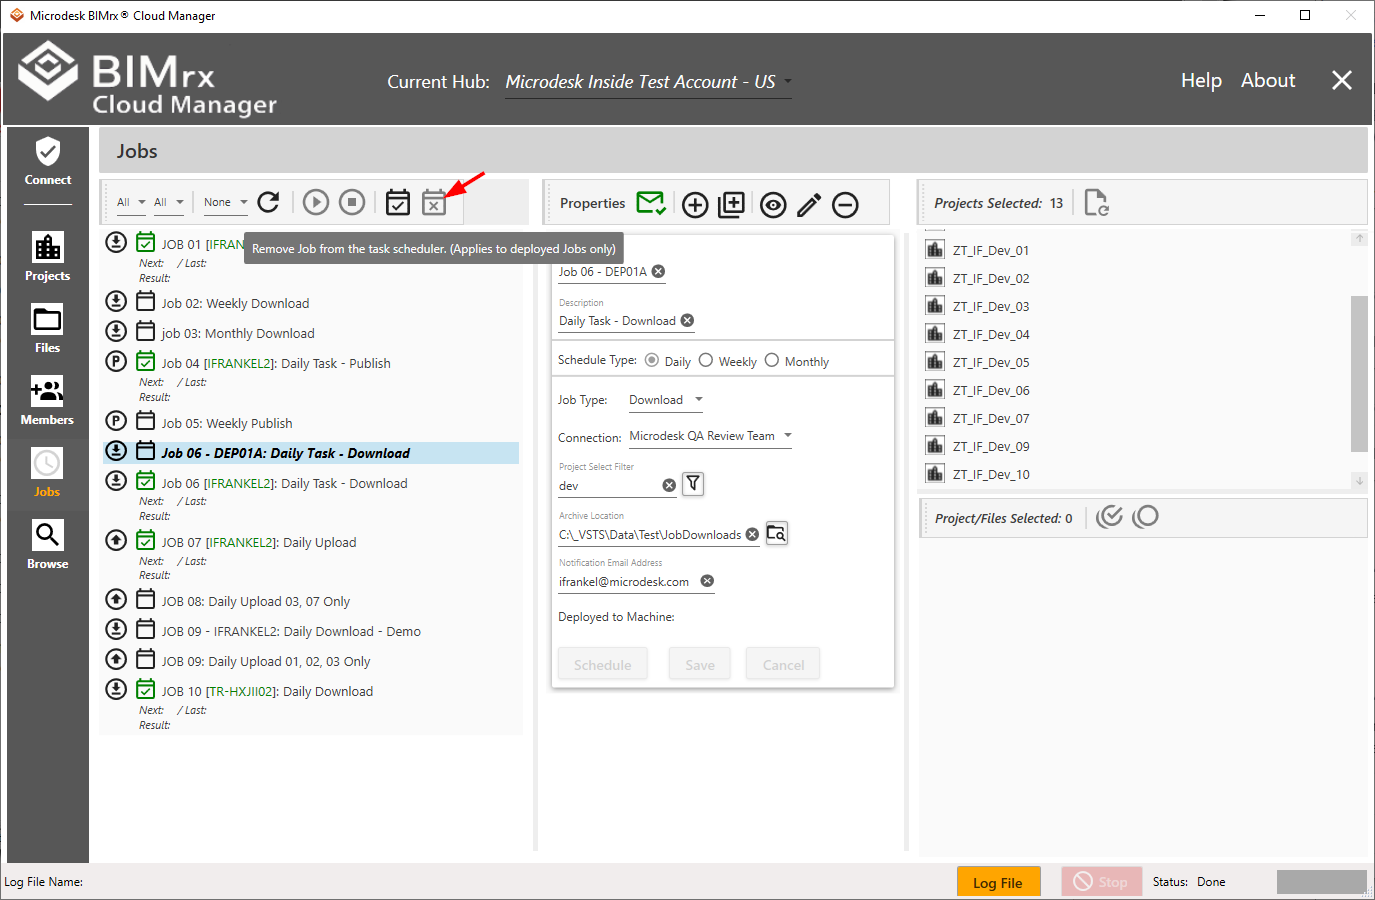 Microdesk BIMrx® Cloud Manager
BIMrx
Cloud Manager
Current Hub: Microdesk Inside Test Account - US
Help About
Connect
Projects
Files
Members
Jobs
Browse
Jobs
All All None
JOB 01 [IFRAN
Next: / Last:
Result:
Job 02: Weekly Download
job 03: Monthly Download
Job 04 [IFRANKEL2]: Daily Task - Publish
Next: / Last:
Result:
Job 05: Weekly Publish
Job 06 - DEP01A: Daily Task - Download
Job 06 [IFRANKEL2]: Daily Task - Download
Next: / Last:
Result:
JOB 07 [IFRANKEL2]: Daily Upload
Next: / Last:
Result:
JOB 08: Daily Upload 03, 07 Only
JOB 09 - IFRANKEL2: Daily Download - Demo
JOB 09: Daily Upload 01, 02, 03 Only
JOB 10 [TR-HXJII02]: Daily Download
Next: / Last:
Result:
Remove Job from the task scheduler. (Applies to deployed Jobs only)
Properties
Job 06 - DEP01A
Description
Daily Task - Download
Schedule Type: Daily Weekly Monthly
Job Type: Download
Connection: Microdesk QA Review Team
Project Select Filter
dev
Archive Location
C:\_VSTS\Data\Test\JobDownloads
Notification Email Address
ifrankel@microdesk.com
Deployed to Machine:
Schedule Save Cancel
Projects Selected: 13
ZT_IF_Dev_01
ZT_IF_Dev_02
ZT_IF_Dev_03
ZT_IF_Dev_04
ZT_IF_Dev_05
ZT_IF_Dev_06
ZT_IF_Dev_07
ZT_IF_Dev_09
ZT_IF_Dev_10
Project/Files Selected: 0
Log File Name:
Log File
Stop
Status: Done